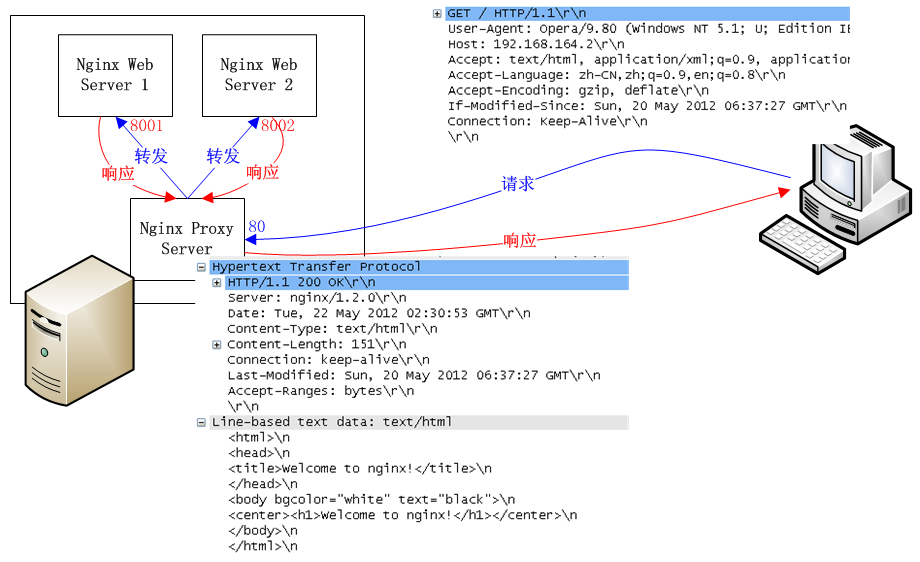 GET / HTTP/1.1\r\n
User-Agent: Opera/9.80 (Windows NT 5.1; U; Edition
Host: 192.168.164.2\r\n
Accept: text/html, application/xml;q=0.9, application
Accept-Language: zh-CN,zh;q=0.9,en;q=0.8\r\n
Accept-Encoding: gzip, deflate\r\n
If-Modified-Since: Sun, 20 May 2012 06:37:27 GMT\r\n
Connection: Keep-Alive\r\n
\r\n
Nginx Web
Server 1
Nginx Web
Server 2
8001
8002
转发
转发
响应
响应
请求
Nginx Proxy
Server
80
响应
Hypertext Transfer Protocol
HTTP/1.1 200 OK\r\n
Server: nginx/1.2.0\r\n
Date: Tue, 22 May 2012 02:30:53 GMT\r\n
Content-Type: text/html\r\n
Content-Length: 151\r\n
Connection: keep-alive\r\n
Last-Modified: Sun, 20 May 2012 06:37:27 GMT\r\n
Accept-Ranges: bytes\r\n
\r\n
Line-based text data: text/html
<html>\n
<head>\n
<title>Welcome to nginx!</title>\n
</head>\n
<body bgcolor="white" text="black">\n
<center><h1>Welcome to nginx!</h1></center>\n
</body>\n
</html>\n